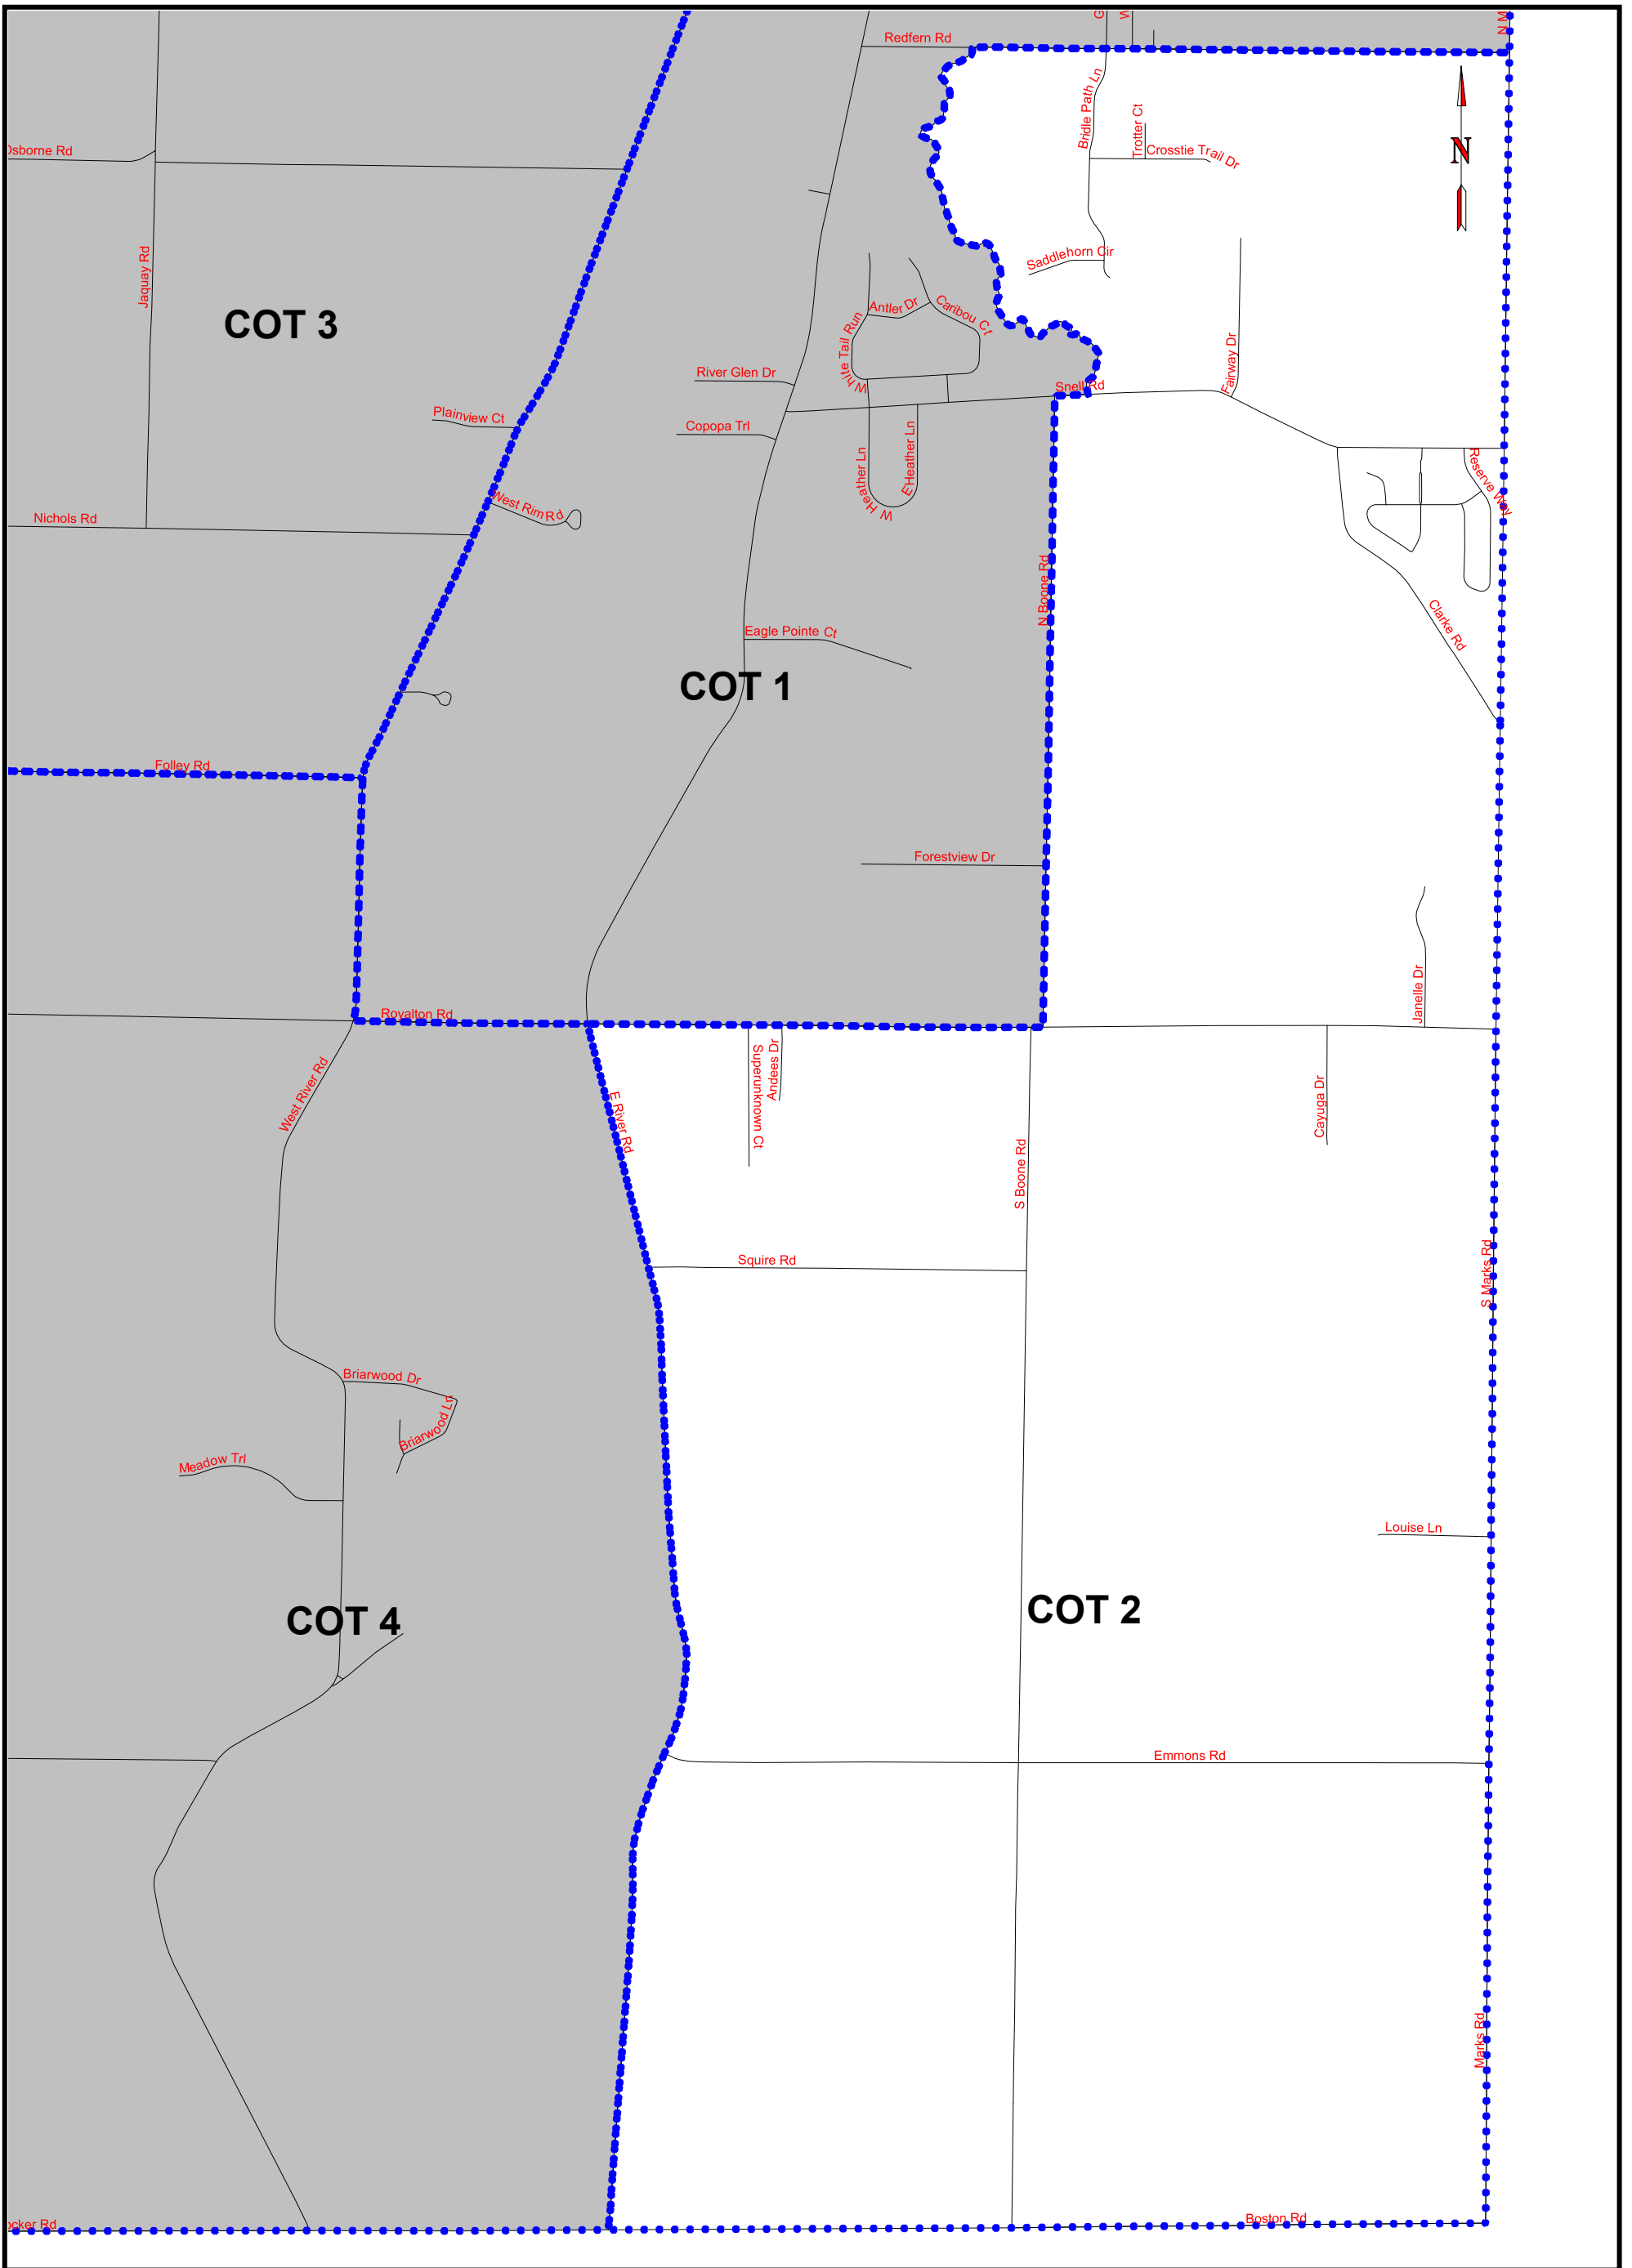 G
W
N M
Redfern Rd
Bridle Path Ln
Trotter Ct
Crosstie Trail Dr
N
Osborne Rd
Jaquay Rd
Saddlehorn Cir
COT 3
Antler Dr
Caribou Ct
White Tail Run
River Glen Dr
Fairway Dr
Snell Rd
Plainview Ct
Copopa Trl
W Heather Ln
E Heather Ln
Reserve Way
West Rim Rd
Nichols Rd
N Boone Rd
Clarke Rd
Eagle Pointe Ct
COT 1
Folley Rd
Forestview Dr
Janelle Dr
Royalton Rd
West River Rd
E River Rd
Superunknown Ct
Andees Dr
Cayuga Dr
S Boone Rd
Squire Rd
S Marks Rd
Briarwood Dr
Briarwood Ln
Meadow Trl
Louise Ln
COT 4
COT 2
Emmons Rd
Marks Rd
ocker Rd
Boston Rd